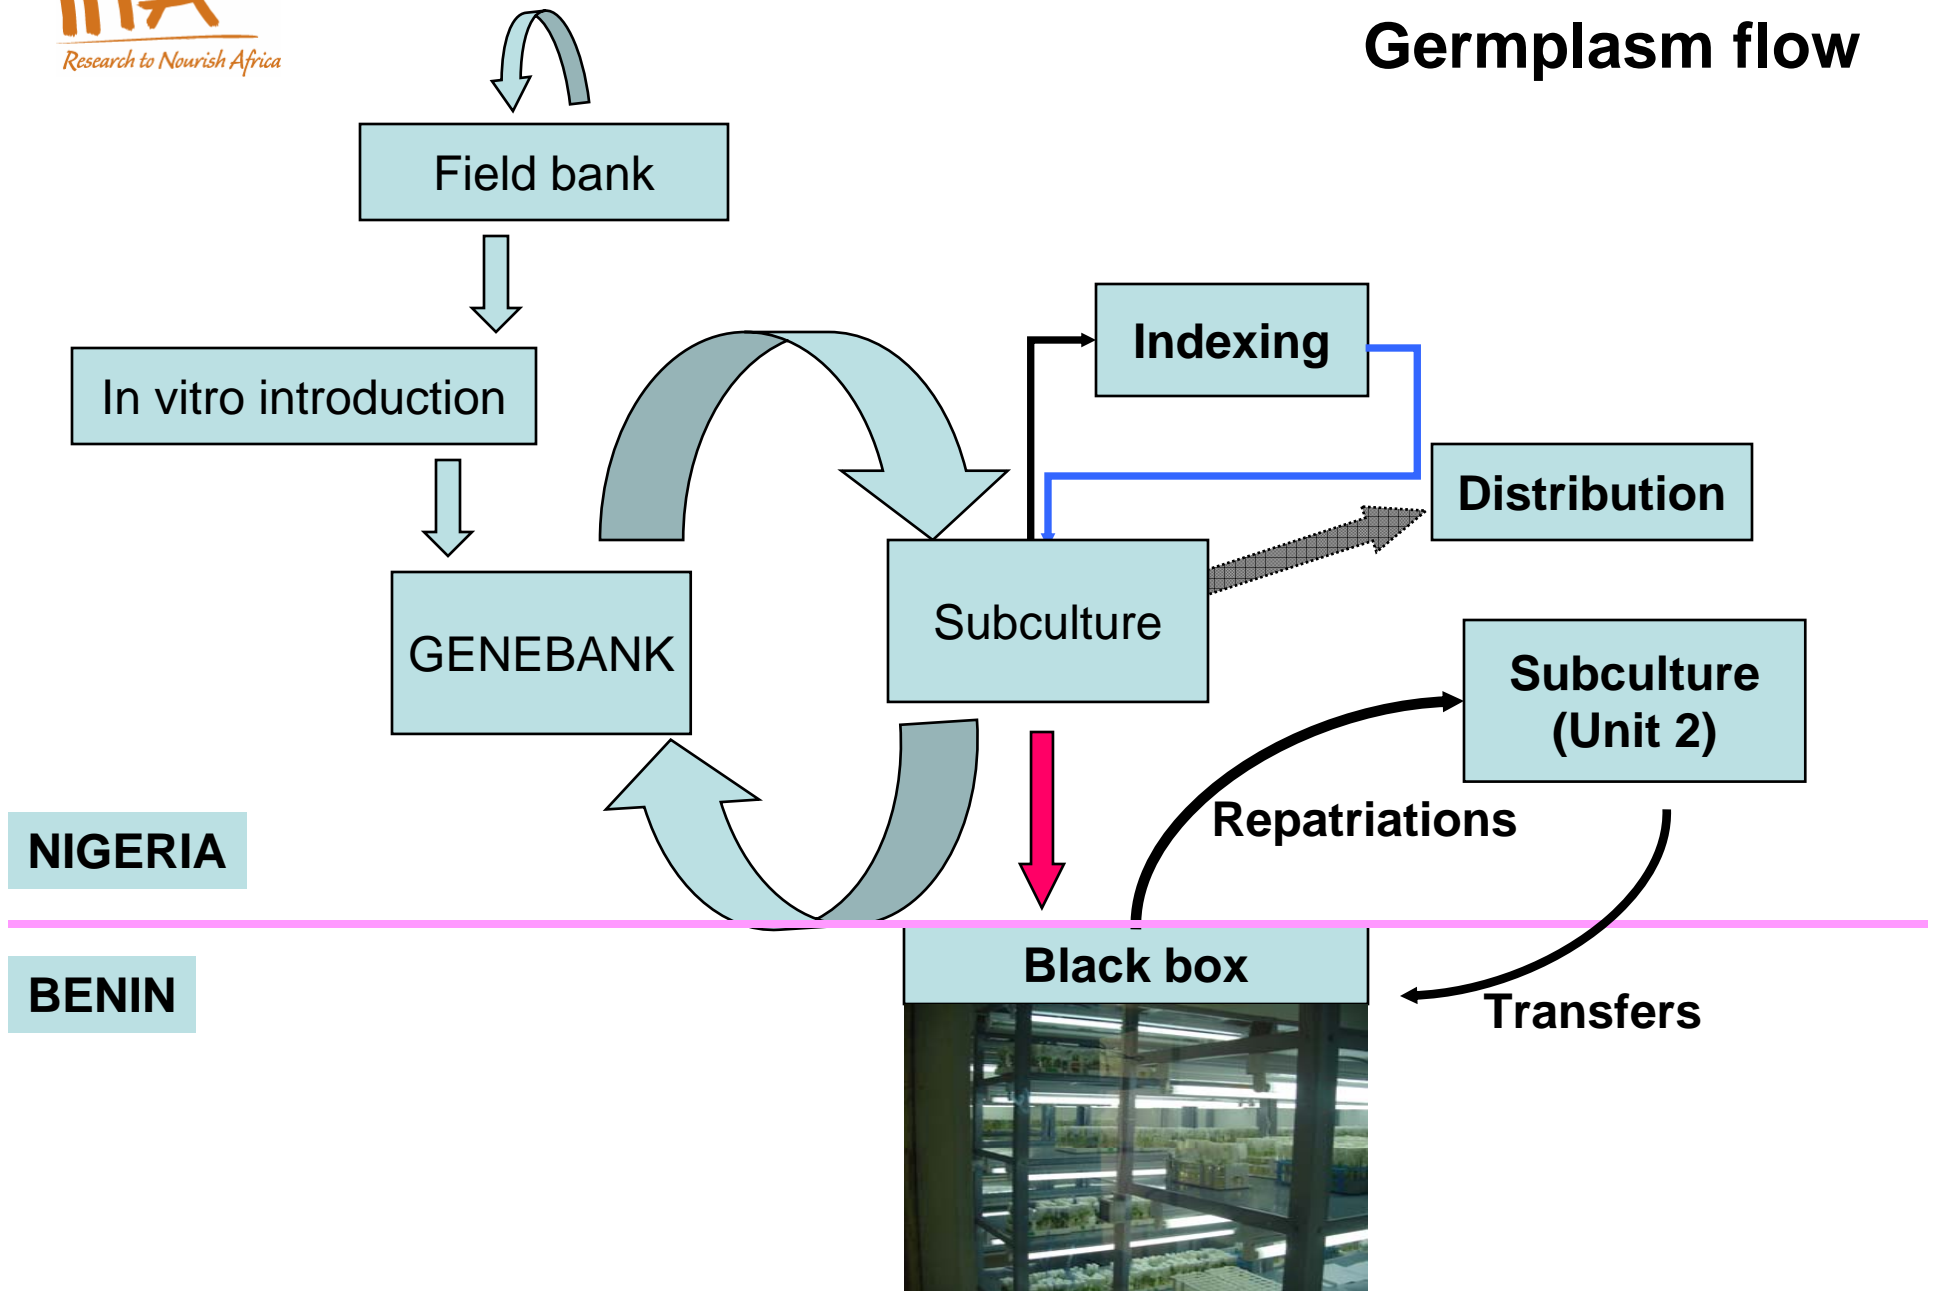 Research to Nourish Africa
Germplasm flow
Field bank
In vitro introduction
Indexing
Distribution
GENEBANK
Subculture
Subculture
(Unit 2)
Repatriations
NIGERIA
Black box
BENIN
Transfers